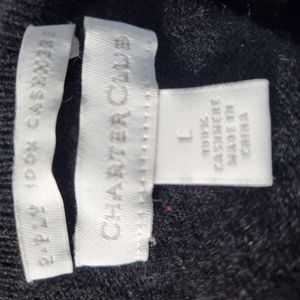 2-PLY 100% CASHMERE
CHARTER CLUB
L
100%
CASHMERE
MADE IN
CHINA